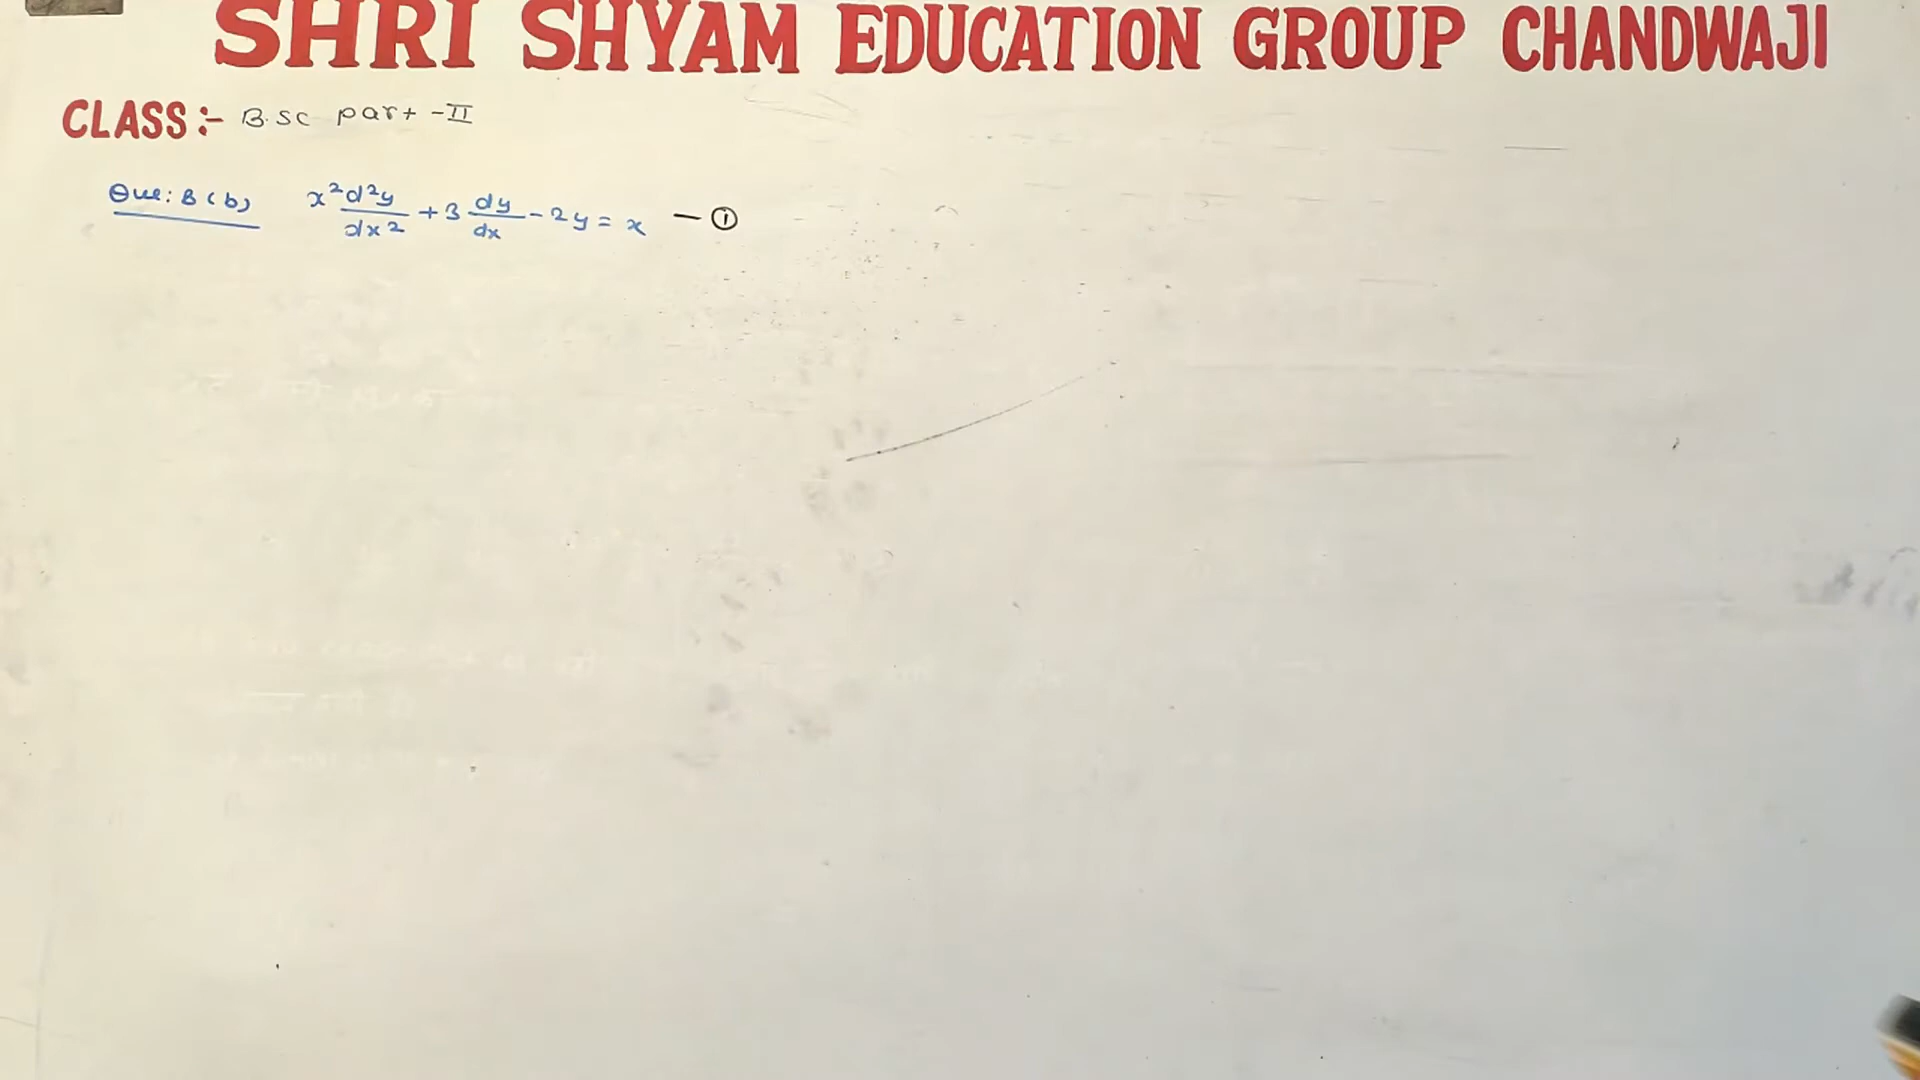 SHRI SHYAM EDUCATION GROUP CHANDWAJI
CLASS :- B.SC part -II
Que: 8(b) x²d²y/dx² + 3 dy/dx - 2y = x — ①